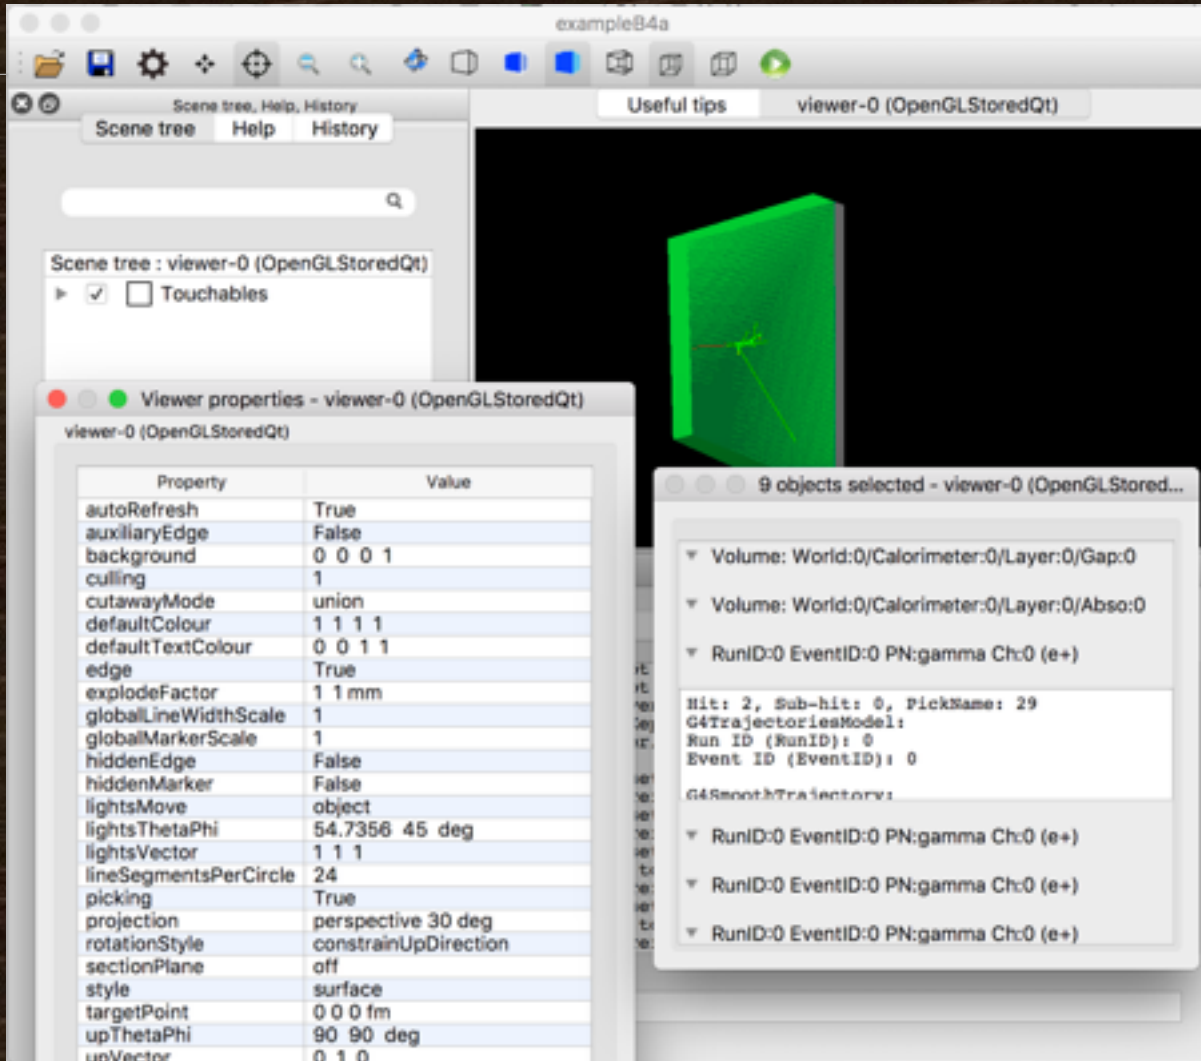 exampleB4a
Scene tree, Help, History
Scene tree Help History
Useful tips viewer-0 (OpenGLStoredQt)
Scene tree : viewer-0 (OpenGLStoredQt)
Touchables
Viewer properties - viewer-0 (OpenGLStoredQt)
viewer-0 (OpenGLStoredQt)
Property Value
autoRefresh True
auxiliaryEdge False
background 0 0 0 1
culling 1
cutawayMode union
defaultColour 1 1 1 1
defaultTextColour 0 0 1 1
edge True
explodeFactor 1 1 mm
globalLineWidthScale 1
globalMarkerScale 1
hiddenEdge False
hiddenMarker False
lightsMove object
lightsThetaPhi 54.7356 45 deg
lightsVector 1 1 1
lineSegmentsPerCircle 24
picking True
projection perspective 30 deg
rotationStyle constrainUpDirection
sectionPlane off
style surface
targetPoint 0 0 0 fm
upThetaPhi 90 90 deg
upVector 0 1 0
9 objects selected - viewer-0 (OpenGLStored...
Volume: World:0/Calorimeter:0/Layer:0/Gap:0
Volume: World:0/Calorimeter:0/Layer:0/Abso:0
RunID:0 EventID:0 PN:gamma Ch:0 (e+)
Hit: 2, Sub-hit: 0, PickName: 29
G4TrajectoriesModel:
Run ID (RunID): 0
Event ID (EventID): 0
G4SmoothTrajectory:
RunID:0 EventID:0 PN:gamma Ch:0 (e+)
RunID:0 EventID:0 PN:gamma Ch:0 (e+)
RunID:0 EventID:0 PN:gamma Ch:0 (e+)